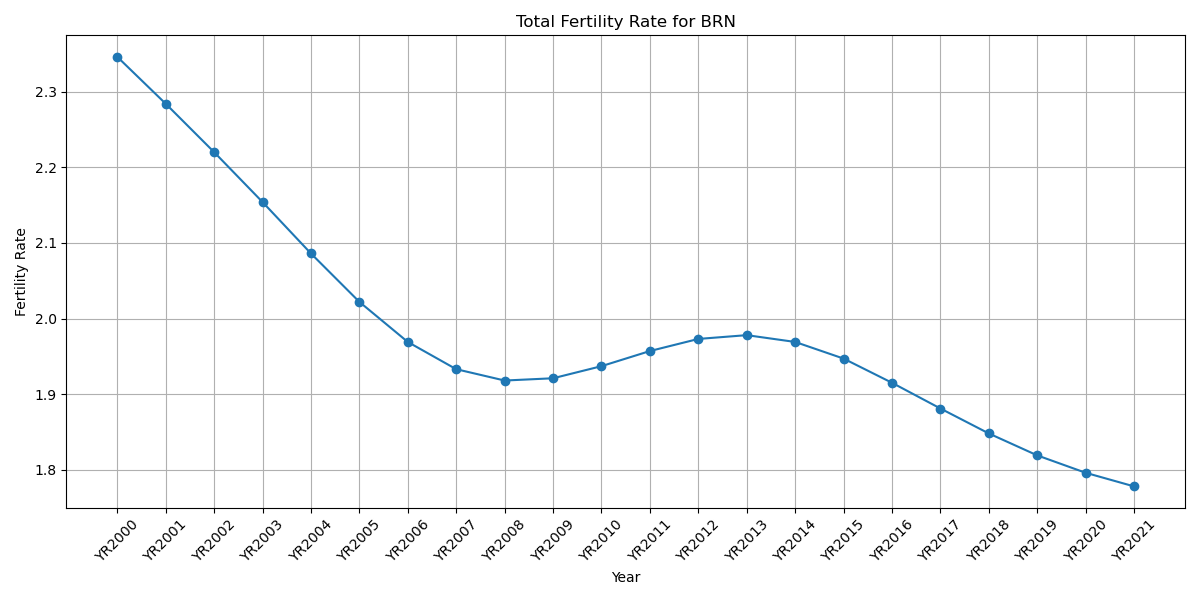 Total Fertility Rate for BRN
Fertility Rate
2.3
2.2
2.1
2.0
1.9
1.8
YR2000
YR2001
YR2002
YR2003
YR2004
YR2005
YR2006
YR2007
YR2008
YR2009
YR2010
YR2011
YR2012
YR2013
YR2014
YR2015
YR2016
YR2017
YR2018
YR2019
YR2020
YR2021
Year